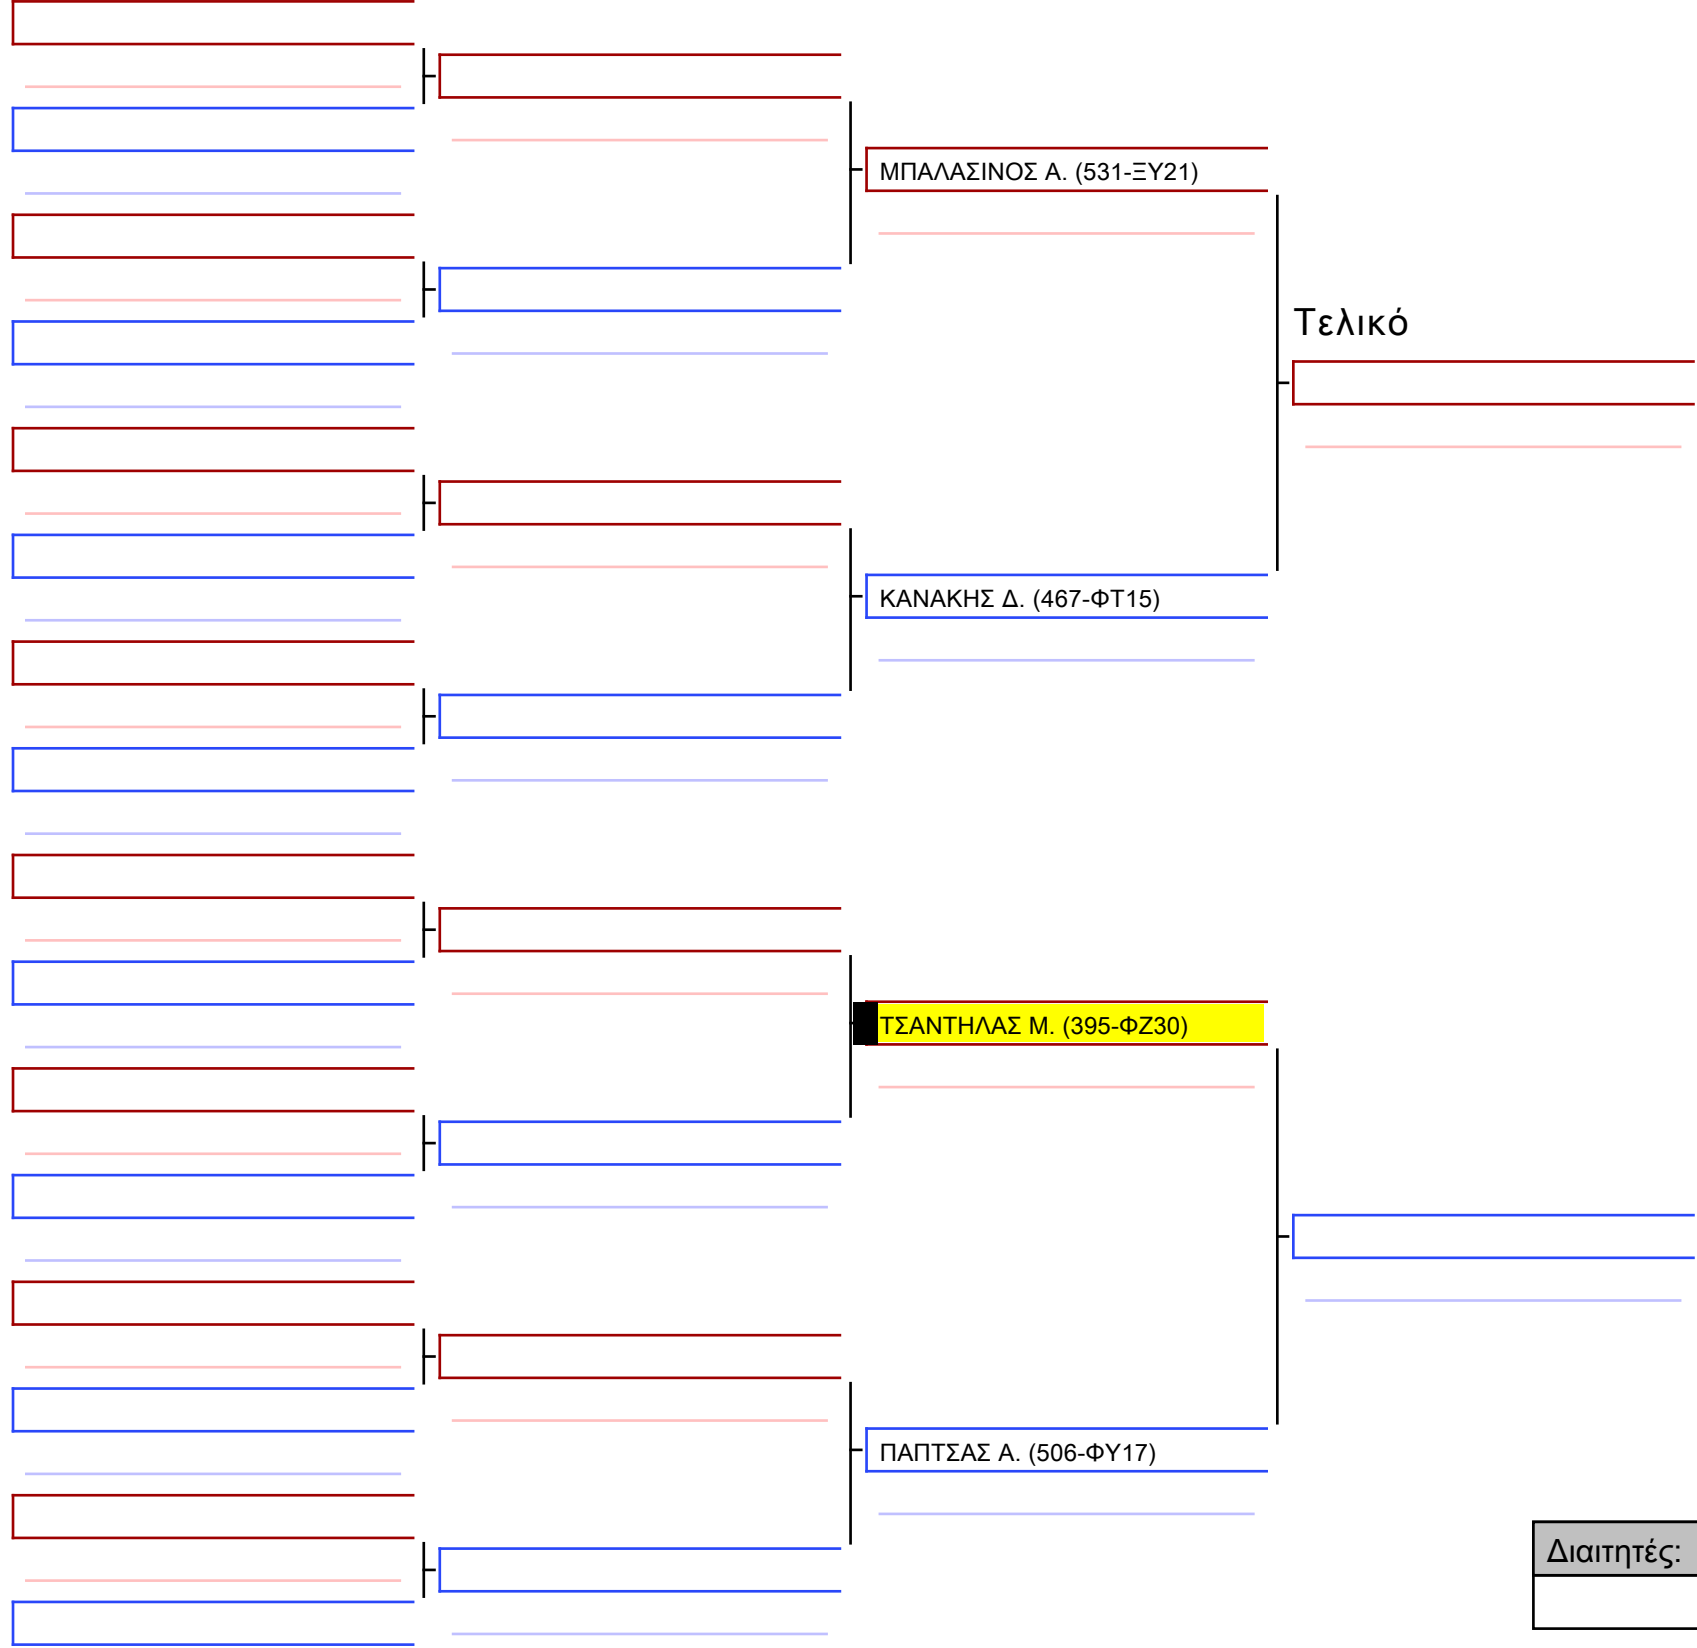 ΜΠΑΛΑΣΙΝΟΣ Α. (531-ΞΥ21)
Τελικό
ΚΑΝΑΚΗΣ Δ. (467-ΦΤ15)
ΤΣΑΝΤΗΛΑΣ Μ. (395-ΦΖ30)
ΠΑΠΤΣΑΣ Α. (506-ΦΥ17)
Διαιτητές: